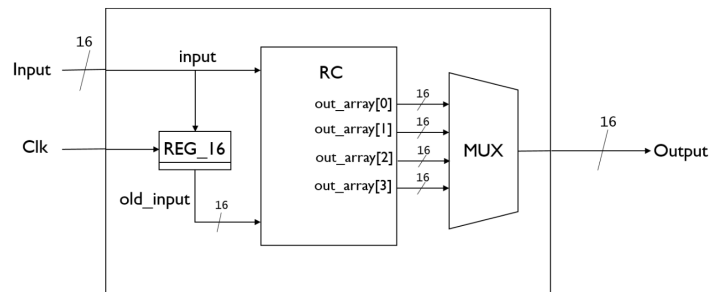 16
Input
input
RC
out_array[0]
16
out_array[1]
16
out_array[2]
16
out_array[3]
16
MUX
16
Output
Clk
REG_16
old_input
16